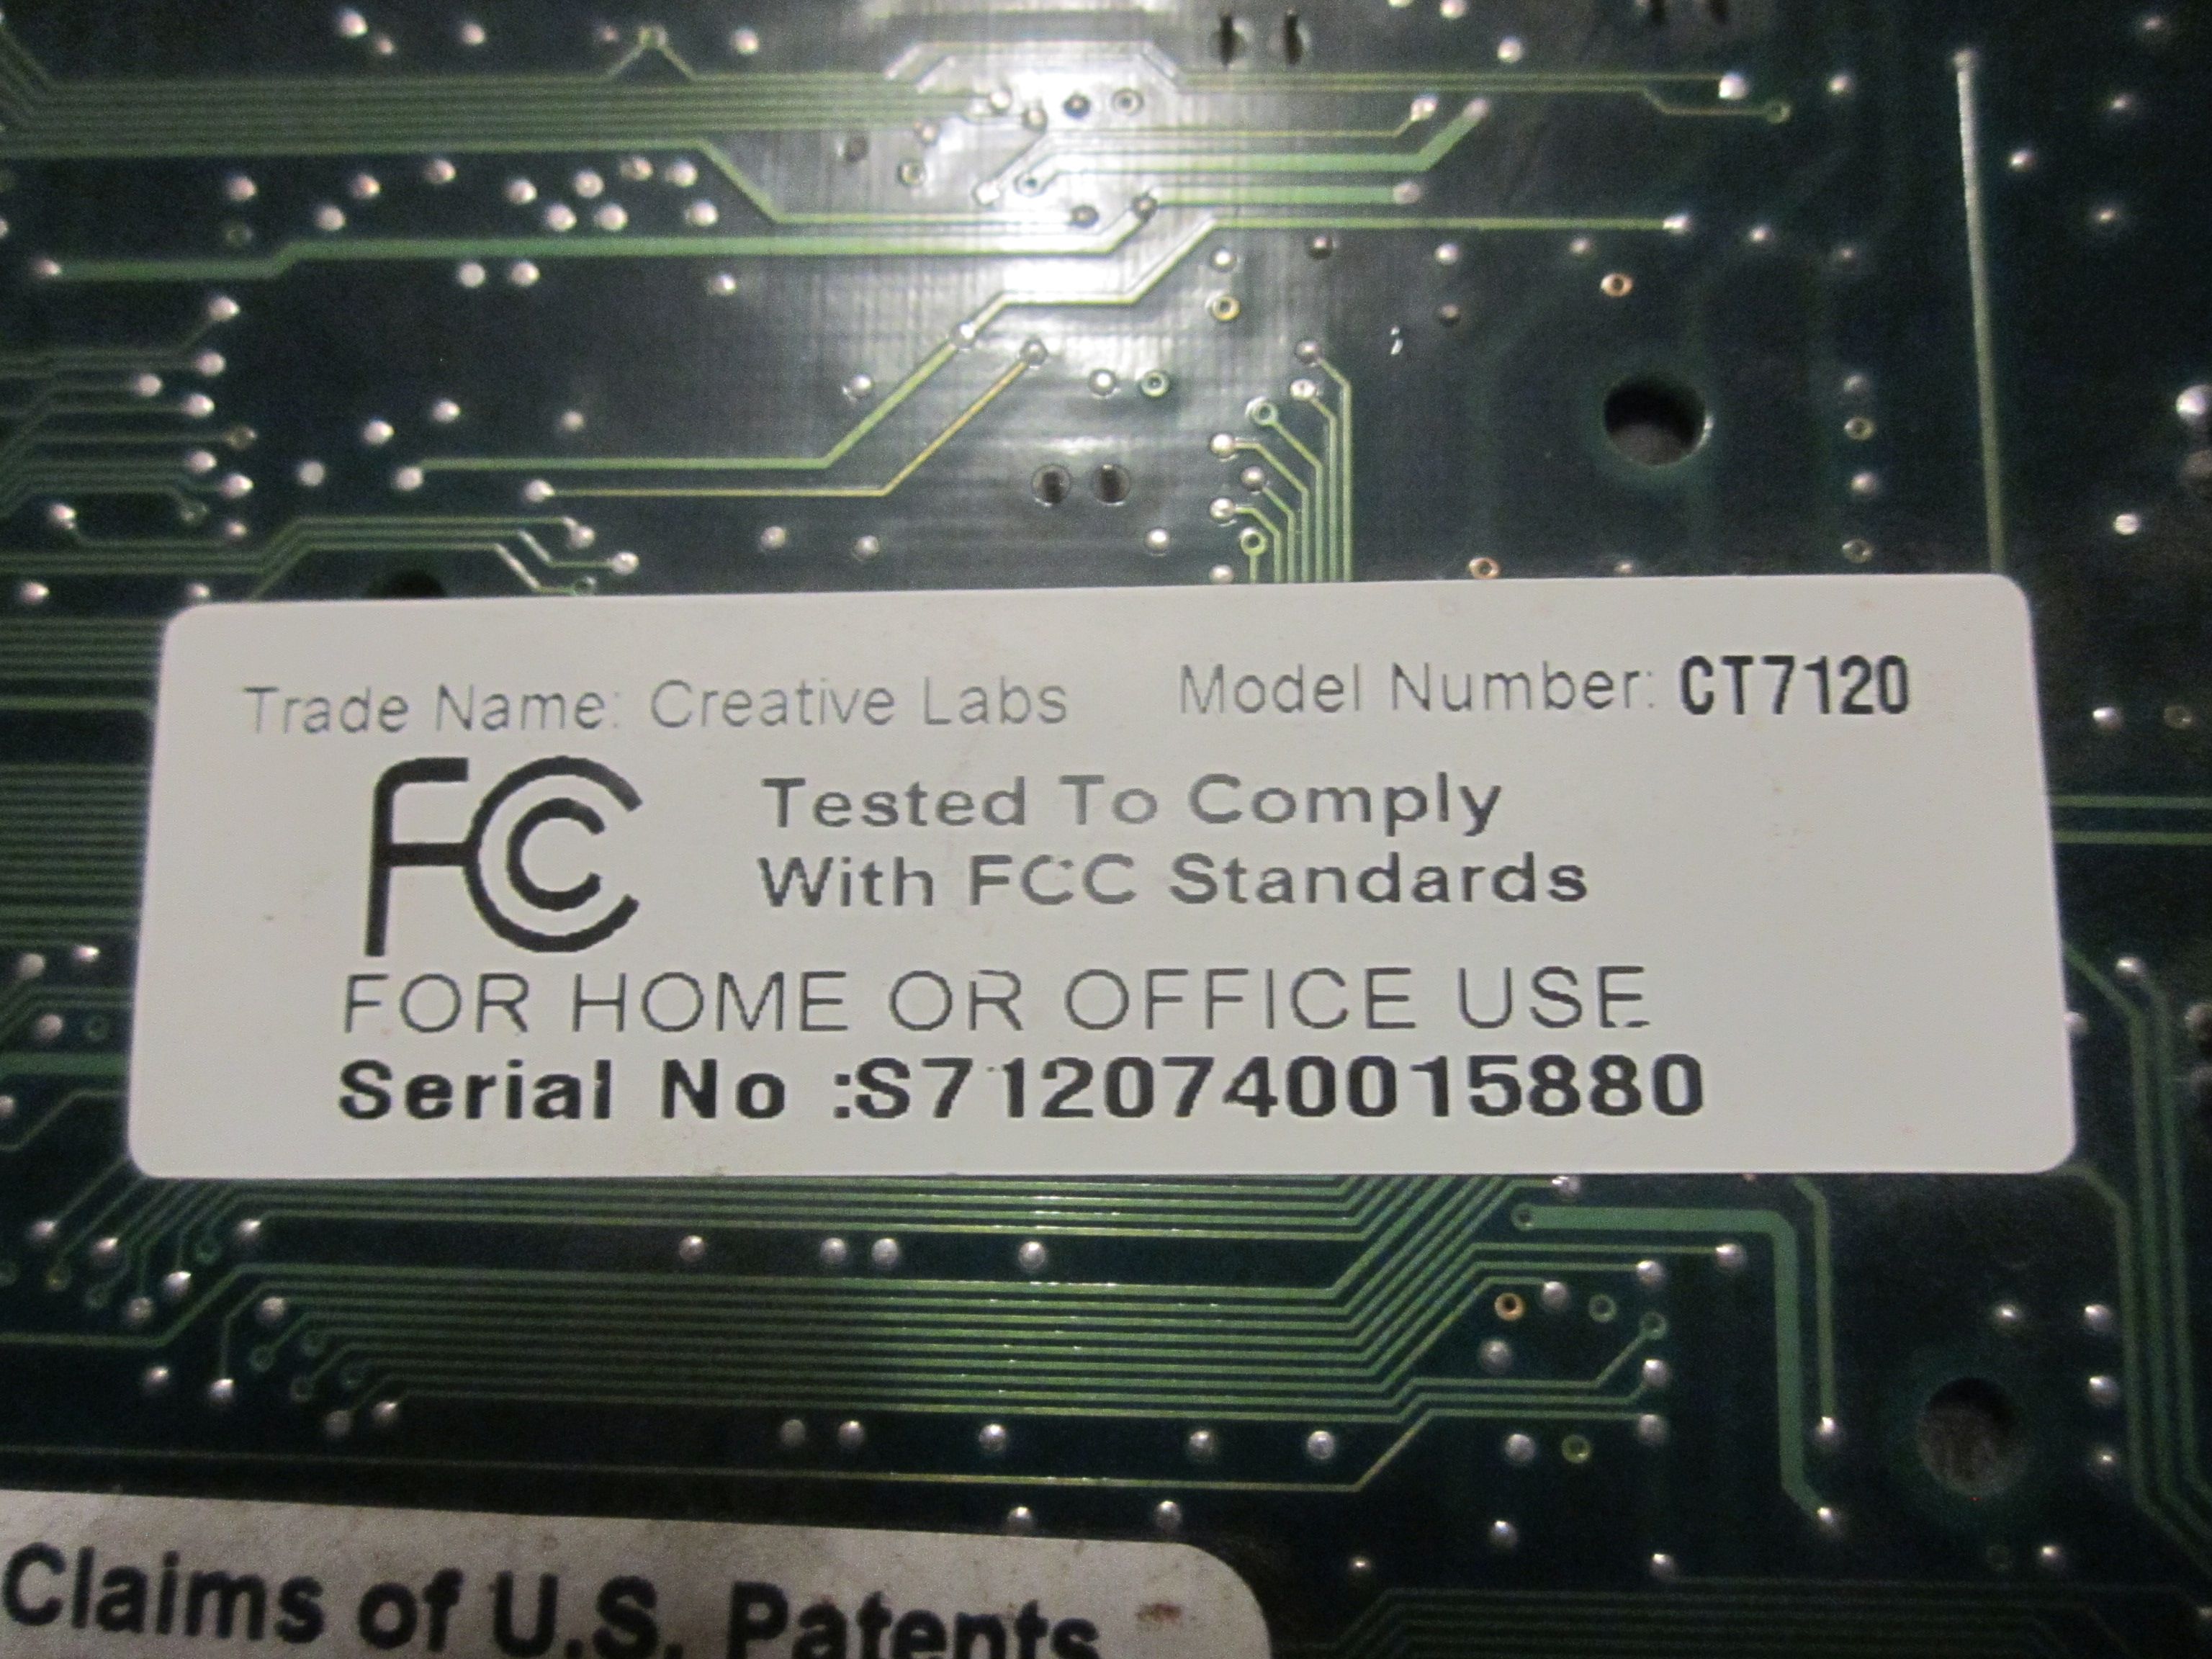 Trade Name: Creative Labs Model Number: CT7120
FC Tested To Comply
With FCC Standards
FOR HOME OR OFFICE USE
Serial No :S7120740015880
Claims of U.S. Patents